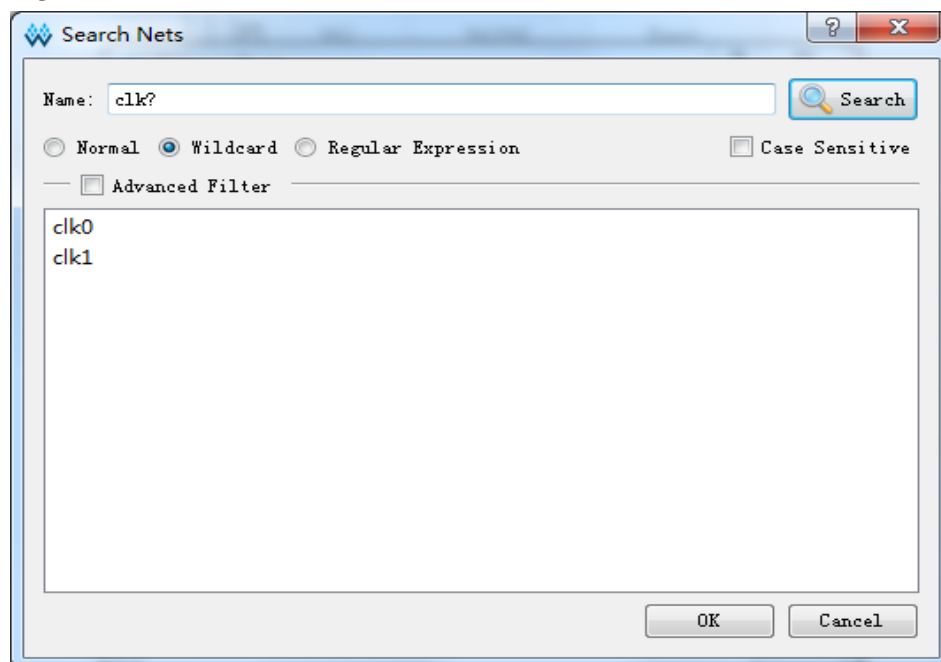 Search Nets
Name: clk? Search
Normal Wildcard Regular Expression Case Sensitive
Advanced Filter
clk0
clk1
OK Cancel